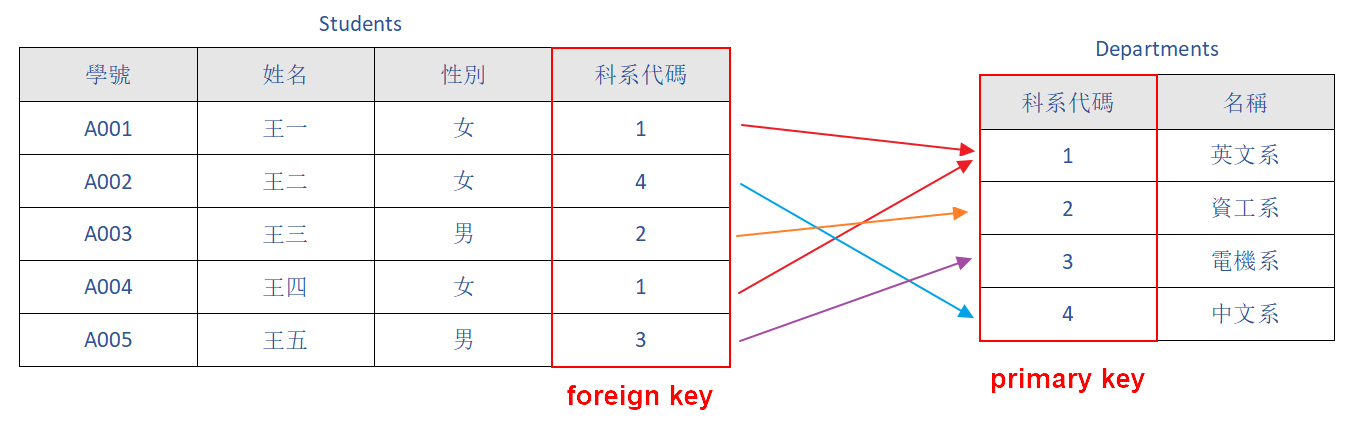 Students
學號 姓名 性別 科系代碼
A001 王一 女 1
A002 王二 女 4
A003 王三 男 2
A004 王四 女 1
A005 王五 男 3
foreign key
Departments
科系代碼 名稱
1 英文系
2 資工系
3 電機系
4 中文系
primary key